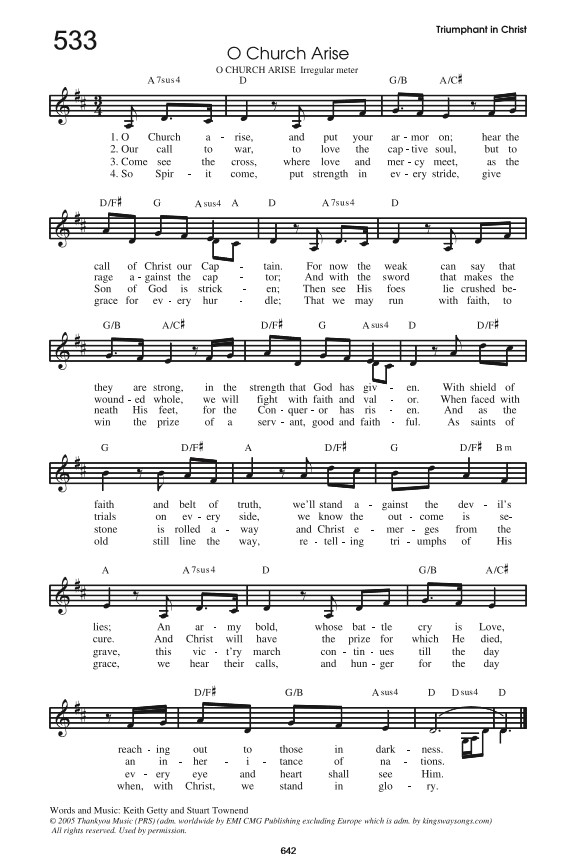 533
Triumphant in Christ
O Church Arise
O CHURCH ARISE Irregular meter
A7sus4 D G/B A/C♯
1. O Church a - rise, and put your ar - mor on; hear the
2. Our call to war, to love the cap - tive soul, but to
3. Come see the cross, where love and mer - cy meet, as the
4. So Spir - it come, put strength in ev - ery stride, give
D/F♯ G Asus4 A D A7sus4 D
call of Christ our Cap - tain. For now the weak can say that
rage a - gainst the cap - tor; And with the sword that makes the
Son of God is strick - en; Then see His foes lie crushed be-
grace for ev - ery hur - dle; That we may run with faith, to
G/B A/C♯ D/F♯ G Asus4 D D/F♯
they are strong, in the strength that God has giv - en. With shield of
wound - ed whole, we will fight with faith and val - or. When faced with
neath His feet, for the Con - quer - or has ris - en. And as the
win the prize of a serv - ant, good and faith - ful. As saints of
G D/F♯ A D/F♯ G D/F♯ Bm
faith and belt of truth, we'll stand a - gainst the dev - il's
trials on ev - ery side, we know the out - come is se-
stone is rolled a - way and Christ e - mer - ges from the
old still line the way, re - tell - ing tri - umphs of His
A A7sus4 D G/B A/C♯
lies; An ar - my bold, whose bat - tle cry is Love,
cure. And Christ will have the prize for which He died,
grave, this vic - t'ry march con - tin - ues till the day
grace, we hear their calls, and hun - ger for the day
D/F♯ G/B Asus4 D Dsus4 D
reach - ing out to those in dark - ness.
an in - her - i - tance of na - tions.
ev - ery eye and heart shall see Him.
when, with Christ, we stand in glo - ry.
Words and Music: Keith Getty and Stuart Townend
© 2005 Thankyou Music (PRS) (adm. worldwide by EMI CMG Publishing excluding Europe which is adm. by kingswaysongs.com)
All rights reserved. Used by permission.
642